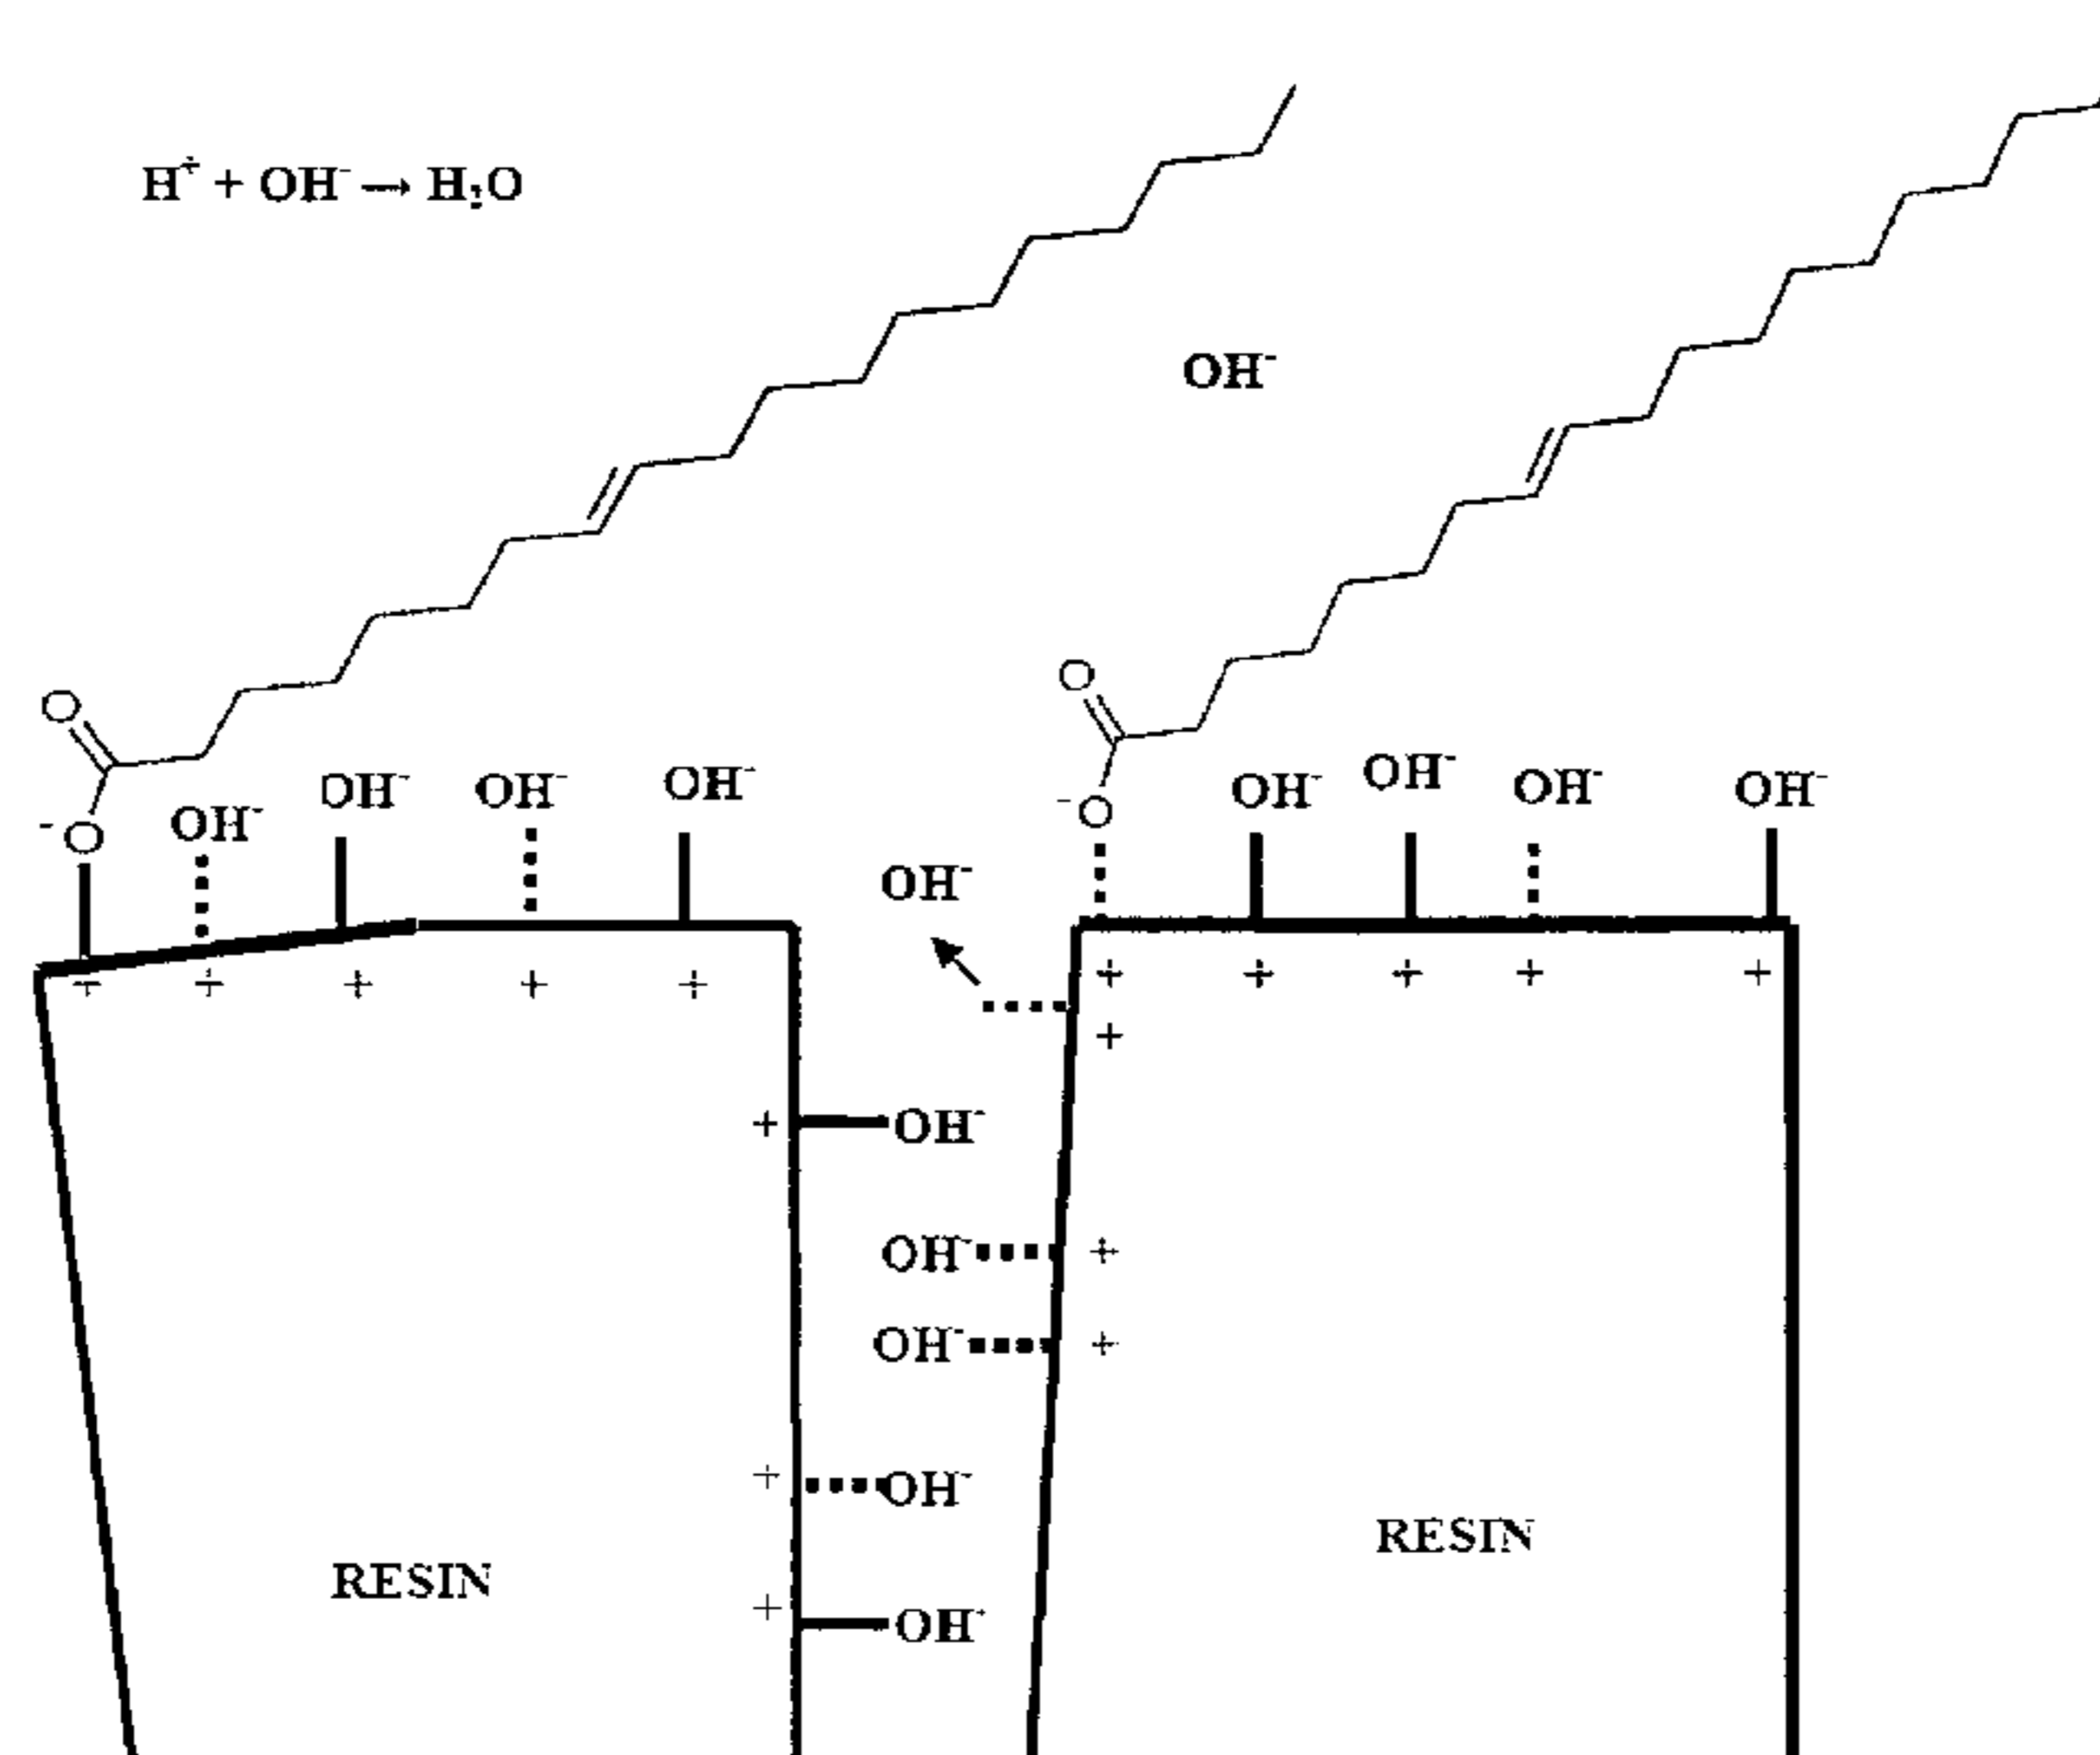 H⁺ + OH⁻ → H₂O
OH⁻
O
O
⁻O
OH⁻
OH⁻
OH⁻
OH⁻
⁻O
OH⁻
OH⁻
OH⁻
OH⁻
OH⁻
+ + + + +
+ + + + +
+
+ OH⁻
OH⁻ +
OH⁻ +
+ OH⁻
RESIN
RESIN
+ OH⁻